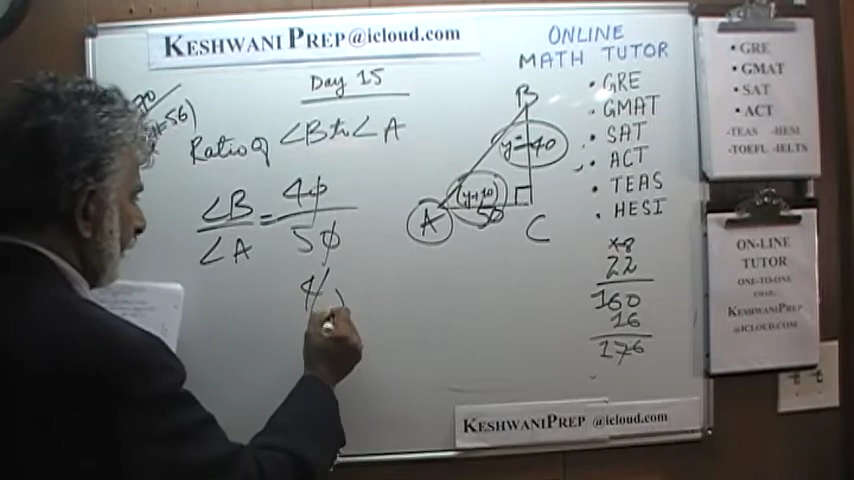 KESHWANI PREP@icloud.com
Day 15
Ratio of ∠B to ∠A
∠B/∠A = 40/50
4/
B
y=40
(y+10)
50
A
C
ONLINE
MATH TUTOR
• GRE
• GMAT
• SAT
• ACT
• TEAS
• HESI
×8
22
160
16
176
KESHWANIPREP @icloud.com
• GRE
• GMAT
• SAT
• ACT
-TEAS -HESI
-TOEFL -IELTS
ON-LINE
TUTOR
ONE-TO-ONE
EMAIL:
KESHWANIPREP
@ICLOUD.COM